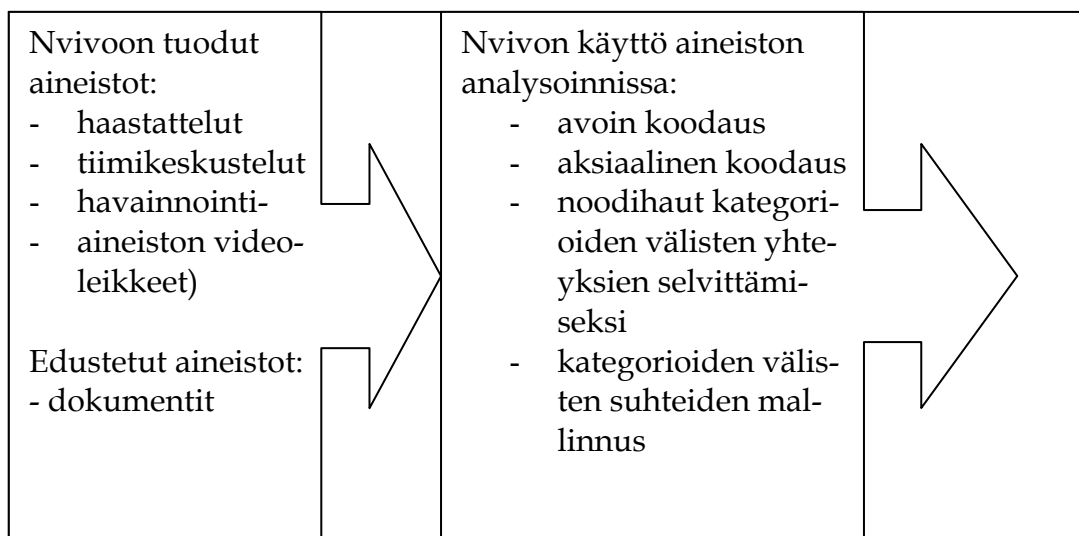 Nvivoon tuodut
aineistot:
- haastattelut
- tiimikeskustelut
- havainnointi-
- aineiston video-
leikkeet)
Edustetut aineistot:
- dokumentit
Nvivon käyttö aineiston
analysoinnissa:
- avoin koodaus
- aksiaalinen koodaus
- noodihaut kategori-
oiden välisten yhte-
yksien selvittämi-
seksi
- kategorioiden välis-
ten suhteiden mal-
linnus